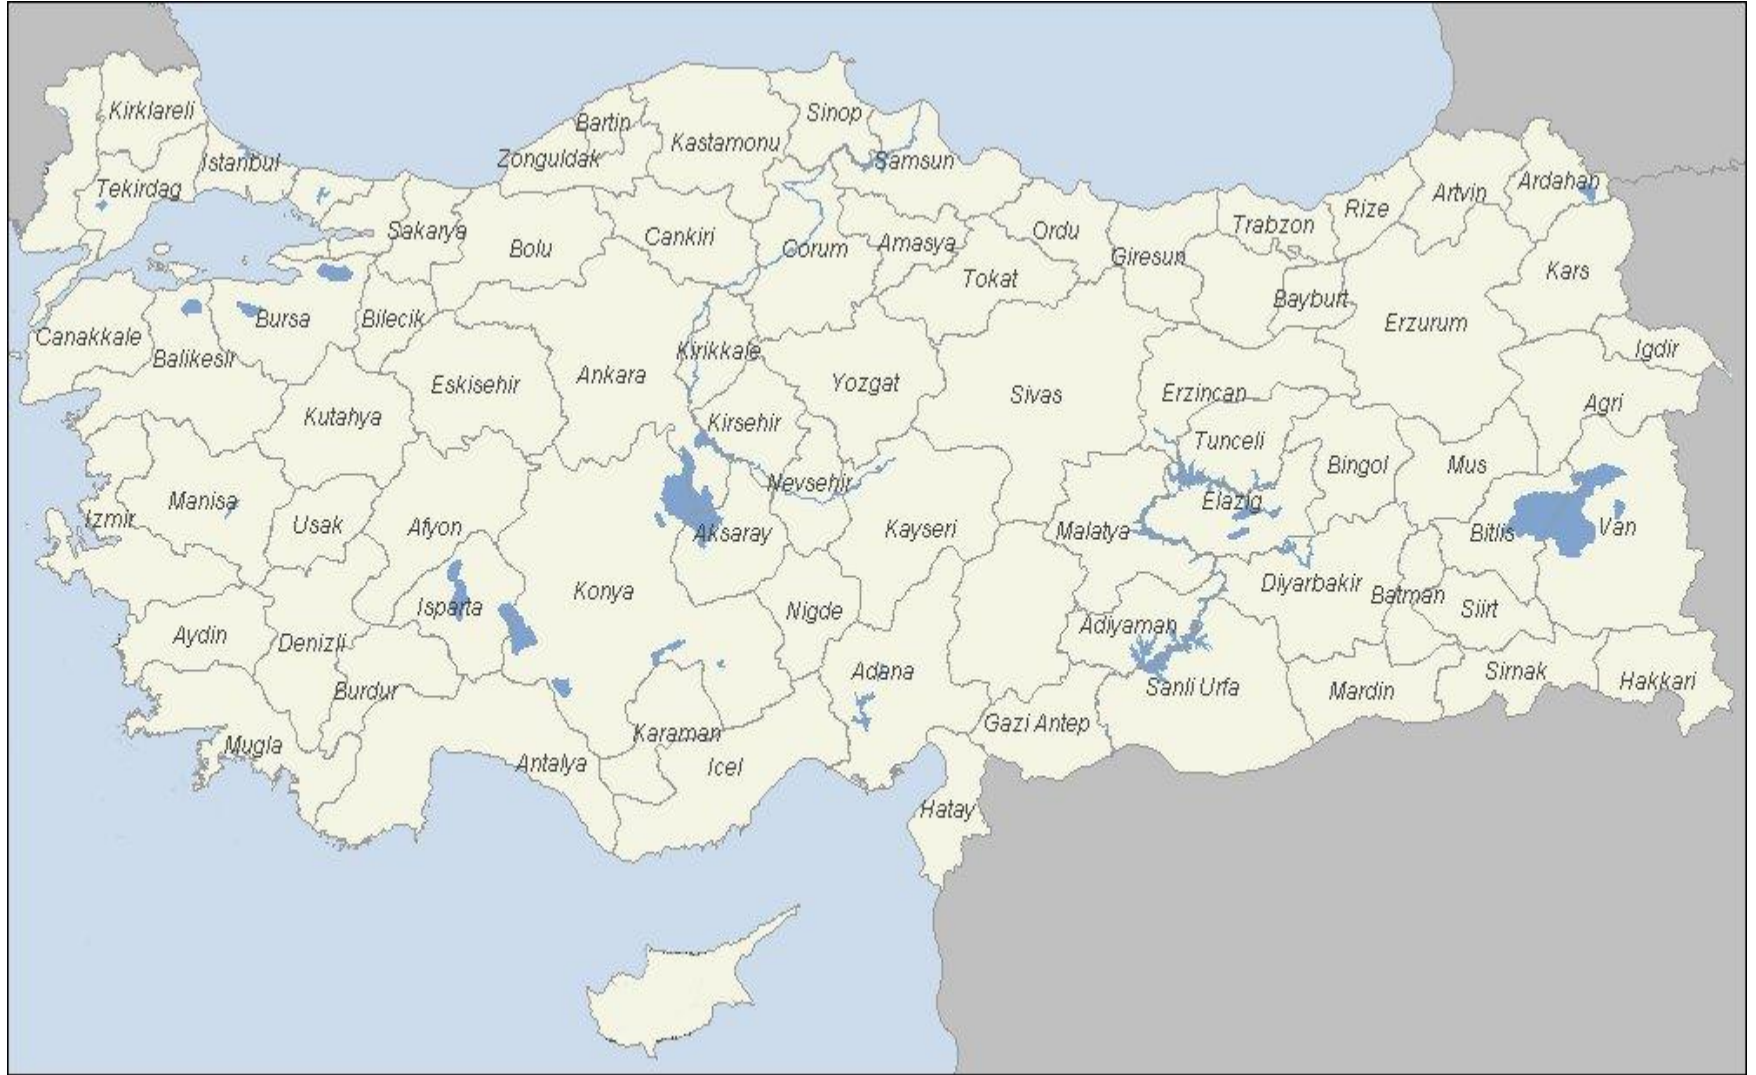 Kirklareli
Istanbul
Tekirdag
Bartin
Zonguldak
Kastamonu
Sinop
Samsun
Sakarya
Bolu
Cankiri
Corum
Amasya
Tokat
Ordu
Giresun
Trabzon
Rize
Artvin
Ardahan
Kars
Bayburt
Erzurum
Igdir
Agri
Canakkale
Balikesir
Bursa
Bilecik
Kutahya
Eskisehir
Ankara
Kirikkale
Kirsehir
Yozgat
Sivas
Erzincan
Tunceli
Bingol
Mus
Manisa
Izmir
Usak
Afyon
Nevsehir
Aksaray
Kayseri
Malatya
Elazig
Bitlis
Van
Konya
Isparta
Nigde
Diyarbakir
Batman
Siirt
Aydin
Denizli
Burdur
Adiyaman
Adana
Sanli Urfa
Mardin
Sirnak
Hakkari
Mugla
Antalya
Karaman
Icel
Gazi Antep
Hatay